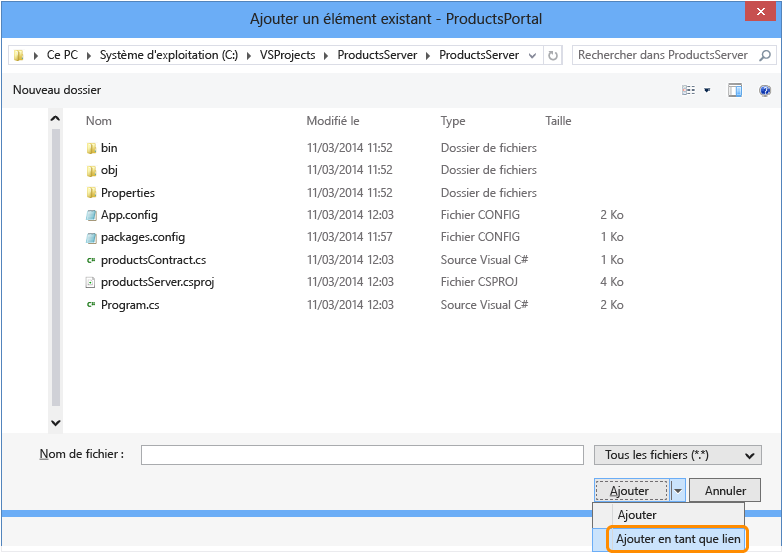 Ajouter un élément existant - ProductsPortal
Ce PC Système d'exploitation (C:) VSProjects ProductsServer ProductsServer Rechercher dans ProductsServer
Nouveau dossier
Nom Modifié le Type Taille
bin 11/03/2014 11:52 Dossier de fichiers
obj 11/03/2014 11:52 Dossier de fichiers
Properties 11/03/2014 11:52 Dossier de fichiers
App.config 11/03/2014 12:03 Fichier CONFIG 2 Ko
packages.config 11/03/2014 11:57 Fichier CONFIG 1 Ko
productsContract.cs 11/03/2014 12:03 Source Visual C# 1 Ko
productsServer.csproj 11/03/2014 12:03 Fichier CSPROJ 4 Ko
Program.cs 11/03/2014 12:03 Source Visual C# 2 Ko
Nom de fichier : Tous les fichiers (*.*)
Ajouter Annuler
Ajouter
Ajouter en tant que lien